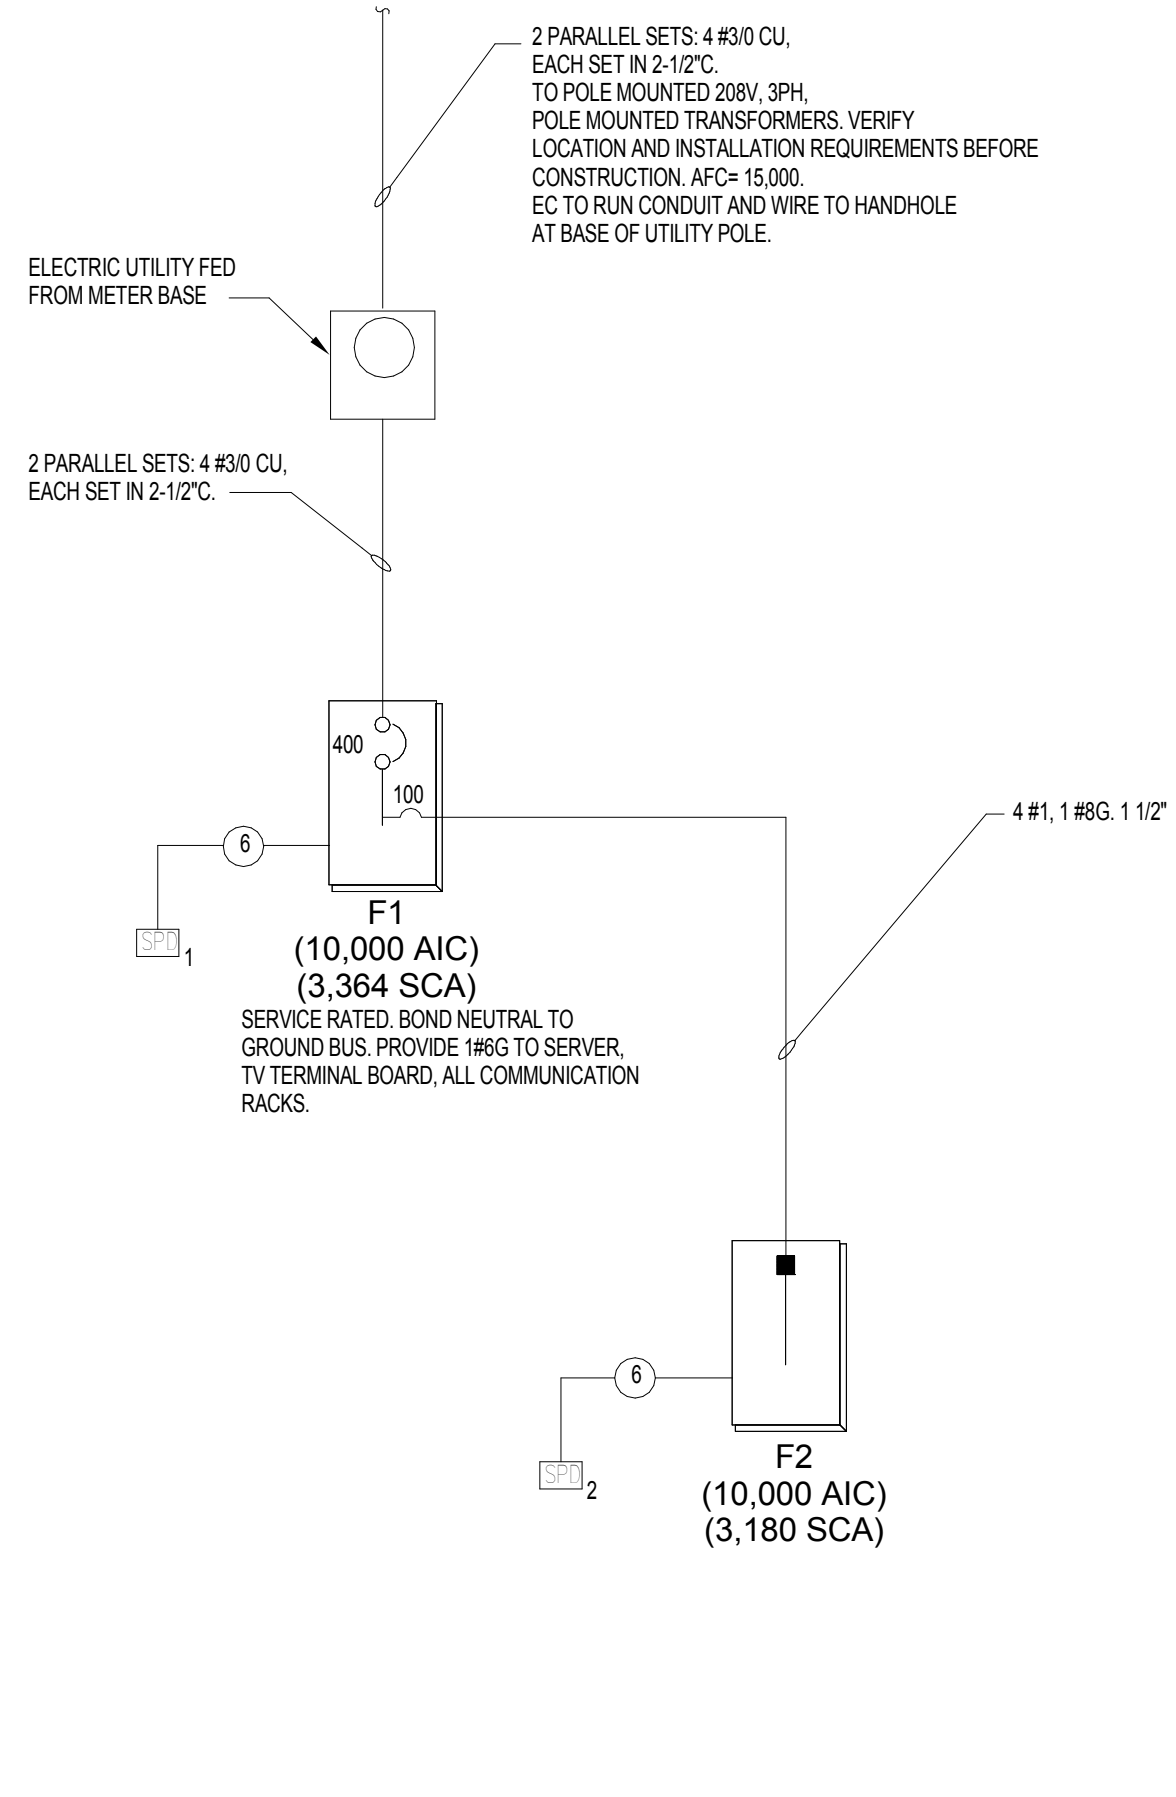 2 PARALLEL SETS: 4 #3/0 CU,
EACH SET IN 2-1/2"C.
TO POLE MOUNTED 208V, 3PH,
POLE MOUNTED TRANSFORMERS. VERIFY
LOCATION AND INSTALLATION REQUIREMENTS BEFORE
CONSTRUCTION. AFC= 15,000.
EC TO RUN CONDUIT AND WIRE TO HANDHOLE
AT BASE OF UTILITY POLE.
ELECTRIC UTILITY FED
FROM METER BASE
2 PARALLEL SETS: 4 #3/0 CU,
EACH SET IN 2-1/2"C.
400
100
4 #1, 1 #8G. 1 1/2"
6
SPD 1
F1
(10,000 AIC)
(3,364 SCA)
SERVICE RATED. BOND NEUTRAL TO
GROUND BUS. PROVIDE 1#6G TO SERVER,
TV TERMINAL BOARD, ALL COMMUNICATION
RACKS.
6
SPD 2
F2
(10,000 AIC)
(3,180 SCA)